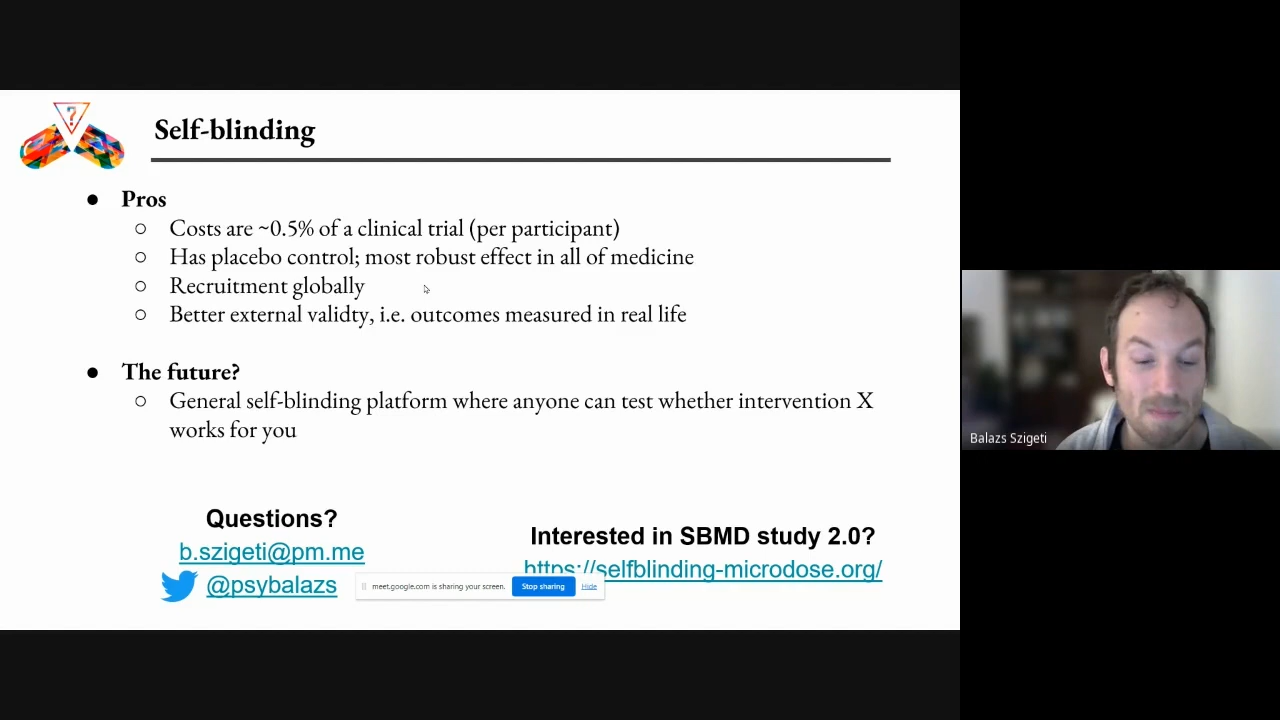 Self-blinding
● Pros
○ Costs are ~0.5% of a clinical trial (per participant)
○ Has placebo control; most robust effect in all of medicine
○ Recruitment globally
○ Better external validty, i.e. outcomes measured in real life
● The future?
○ General self-blinding platform where anyone can test whether intervention X
works for you
Questions?
b.szigeti@pm.me
@psybalazs
Interested in SBMD study 2.0?
https://selfblinding-microdose.org/
meet.google.com is sharing your screen. Stop sharing Hide
Balazs Szigeti
?